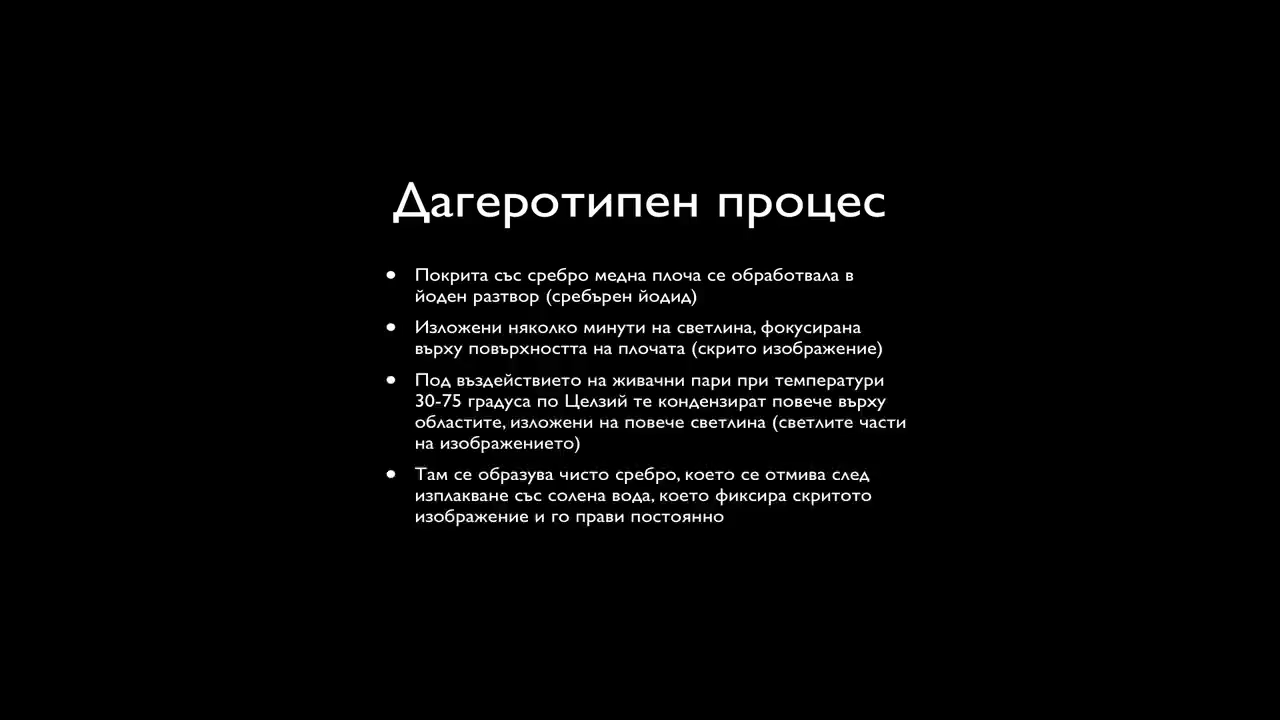 Дагеротипен процес
• Покрита със сребро медна плоча се обработвала в
йоден разтвор (сребърен йодид)
• Изложени няколко минути на светлина, фокусирана
върху повърхността на плочата (скрито изображение)
• Под въздействието на живачни пари при температури
30-75 градуса по Целзий те кондензират повече върху
областите, изложени на повече светлина (светлите части
на изображението)
• Там се образува чисто сребро, което се отмива след
изплакване със солена вода, което фиксира скритото
изображение и го прави постоянно